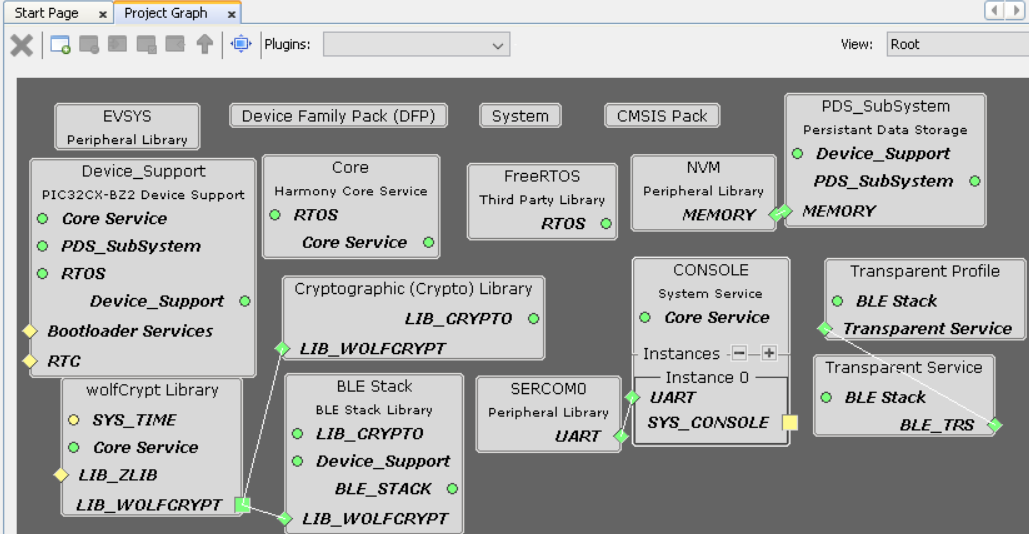 Start Page x Project Graph x
Plugins: View: Root
EVSYS
Peripheral Library
Device Family Pack (DFP)
System
CMSIS Pack
PDS_SubSystem
Persistant Data Storage
Device_Support
PDS_SubSystem
MEMORY
Device_Support
PIC32CX-BZ2 Device Support
Core Service
PDS_SubSystem
RTOS
Device_Support
Bootloader Services
RTC
Core
Harmony Core Service
RTOS
Core Service
FreeRTOS
Third Party Library
RTOS
NVM
Peripheral Library
MEMORY
Cryptographic (Crypto) Library
LIB_CRYPTO
LIB_WOLFCRYPT
CONSOLE
System Service
Core Service
Instances - +
Instance 0
UART
SYS_CONSOLE
Transparent Profile
BLE Stack
Transparent Service
wolfCrypt Library
SYS_TIME
Core Service
LIB_ZLIB
LIB_WOLFCRYPT
BLE Stack
BLE Stack Library
LIB_CRYPTO
Device_Support
BLE_STACK
LIB_WOLFCRYPT
SERCOM0
Peripheral Library
UART
Transparent Service
BLE Stack
BLE_TRS